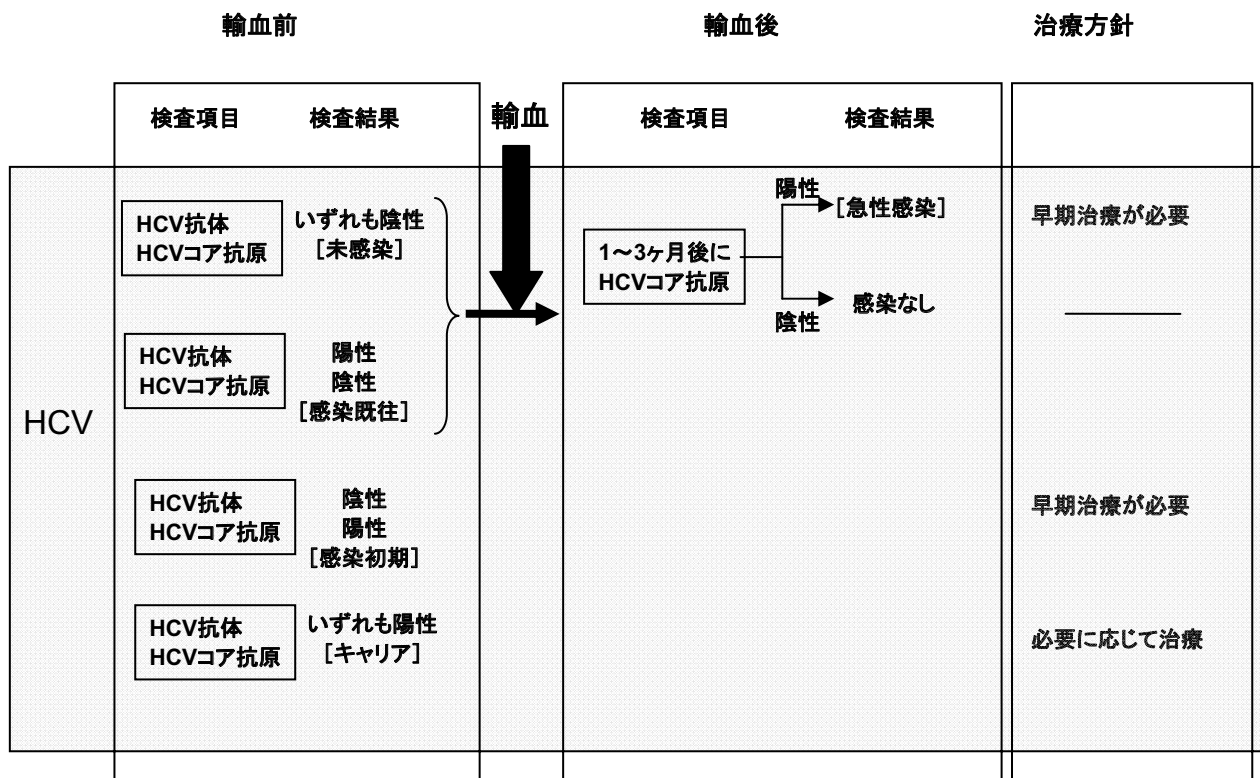 輸血前
輸血後
治療方針
検査項目
検査結果
輸血
検査項目
検査結果
HCV
HCV抗体
HCVコア抗原
いずれも陰性
[未感染]
HCV抗体
HCVコア抗原
陽性
陰性
[感染既往]
1～3ヶ月後に
HCVコア抗原
陽性
[急性感染]
陰性
感染なし
早期治療が必要
HCV抗体
HCVコア抗原
陰性
陽性
[感染初期]
早期治療が必要
HCV抗体
HCVコア抗原
いずれも陽性
[キャリア]
必要に応じて治療